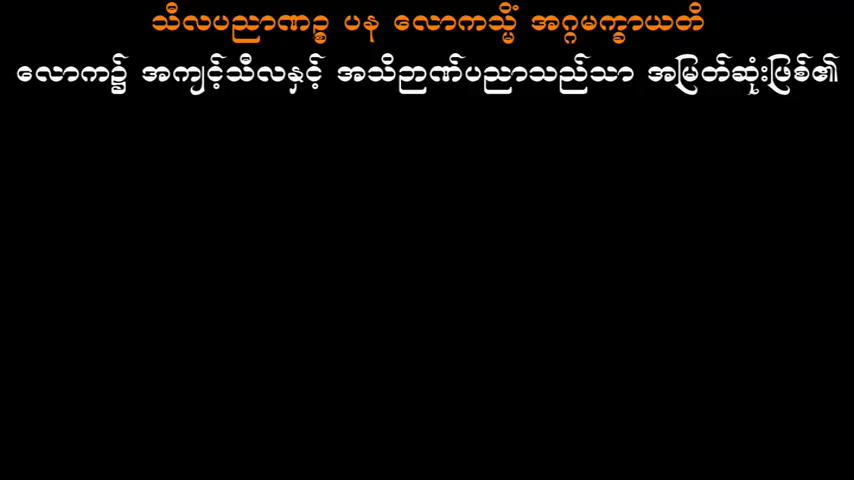 သီလပညာဏဉ္စ ပန လောကသ္မိံ အဂ္ဂမက္ခာယတိ
လောက၌ အကျင့်သီလနှင့် အသိဉာဏ်ပညာသည်သာ အမြတ်ဆုံးဖြစ်၏